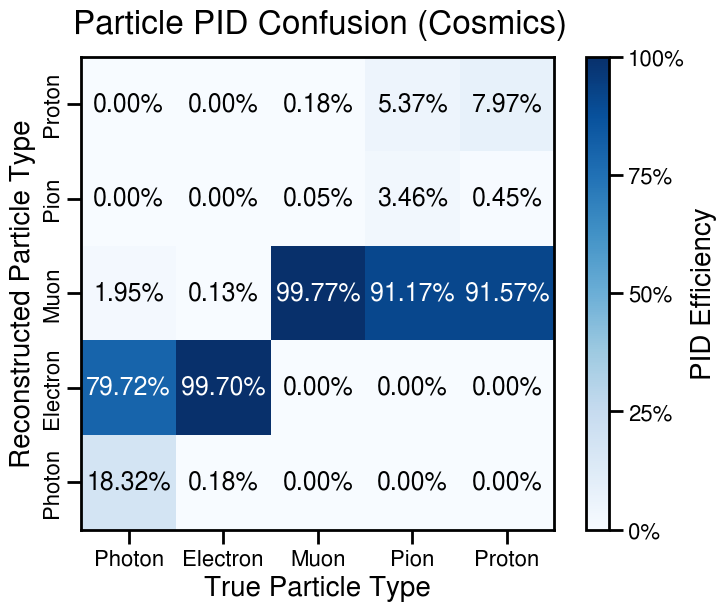 Particle PID Confusion (Cosmics)
Reconstructed Particle Type
Proton
0.00% 0.00% 0.18% 5.37% 7.97%
Pion
0.00% 0.00% 0.05% 3.46% 0.45%
Muon
1.95% 0.13% 99.77% 91.17% 91.57%
Electron
79.72% 99.70% 0.00% 0.00% 0.00%
Photon
18.32% 0.18% 0.00% 0.00% 0.00%
Photon Electron Muon Pion Proton
True Particle Type
100%
75%
50%
25%
0%
PID Efficiency